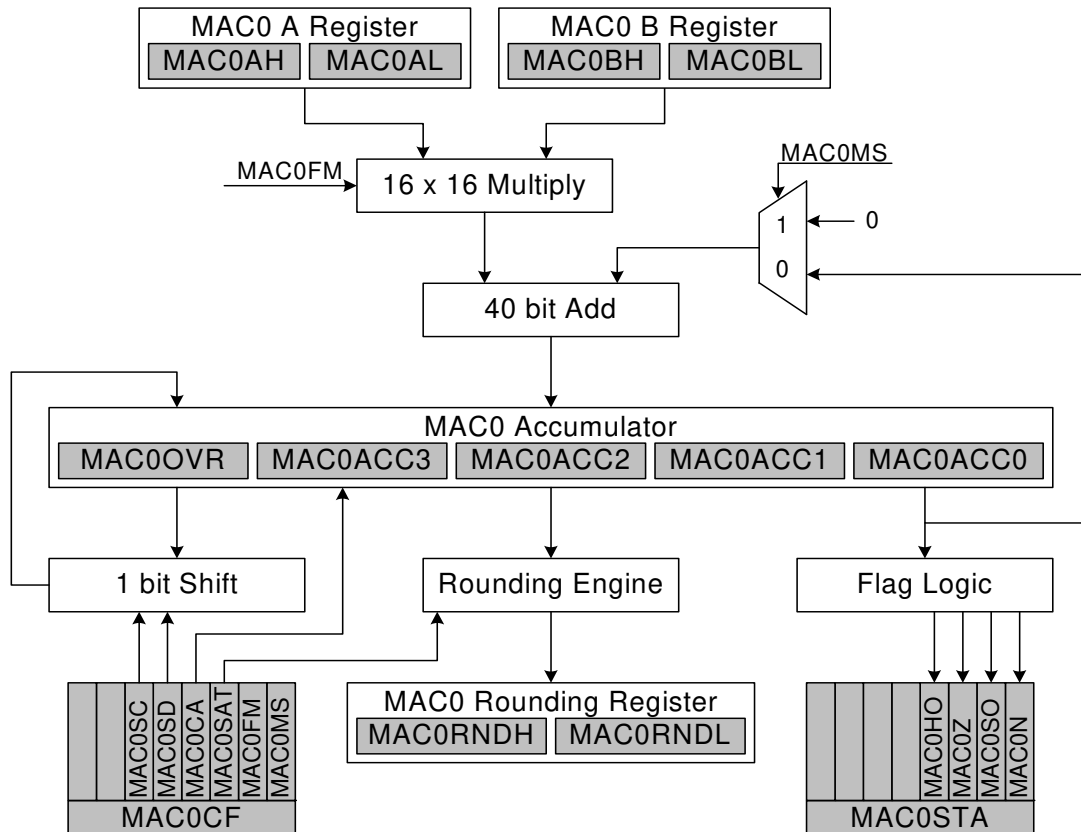 MAC0 A Register
MAC0AH MAC0AL
MAC0 B Register
MAC0BH MAC0BL
MAC0FM
16 x 16 Multiply
MAC0MS
1
0
0
40 bit Add
MAC0 Accumulator
MAC0OVR MAC0ACC3 MAC0ACC2 MAC0ACC1 MAC0ACC0
1 bit Shift
Rounding Engine
Flag Logic
MAC0SC
MAC0SD
MAC0CA
MAC0SAT
MAC0FM
MAC0MS
MAC0CF
MAC0 Rounding Register
MAC0RNDH MAC0RNDL
MAC0HO
MAC0Z
MAC0SO
MAC0N
MAC0STA